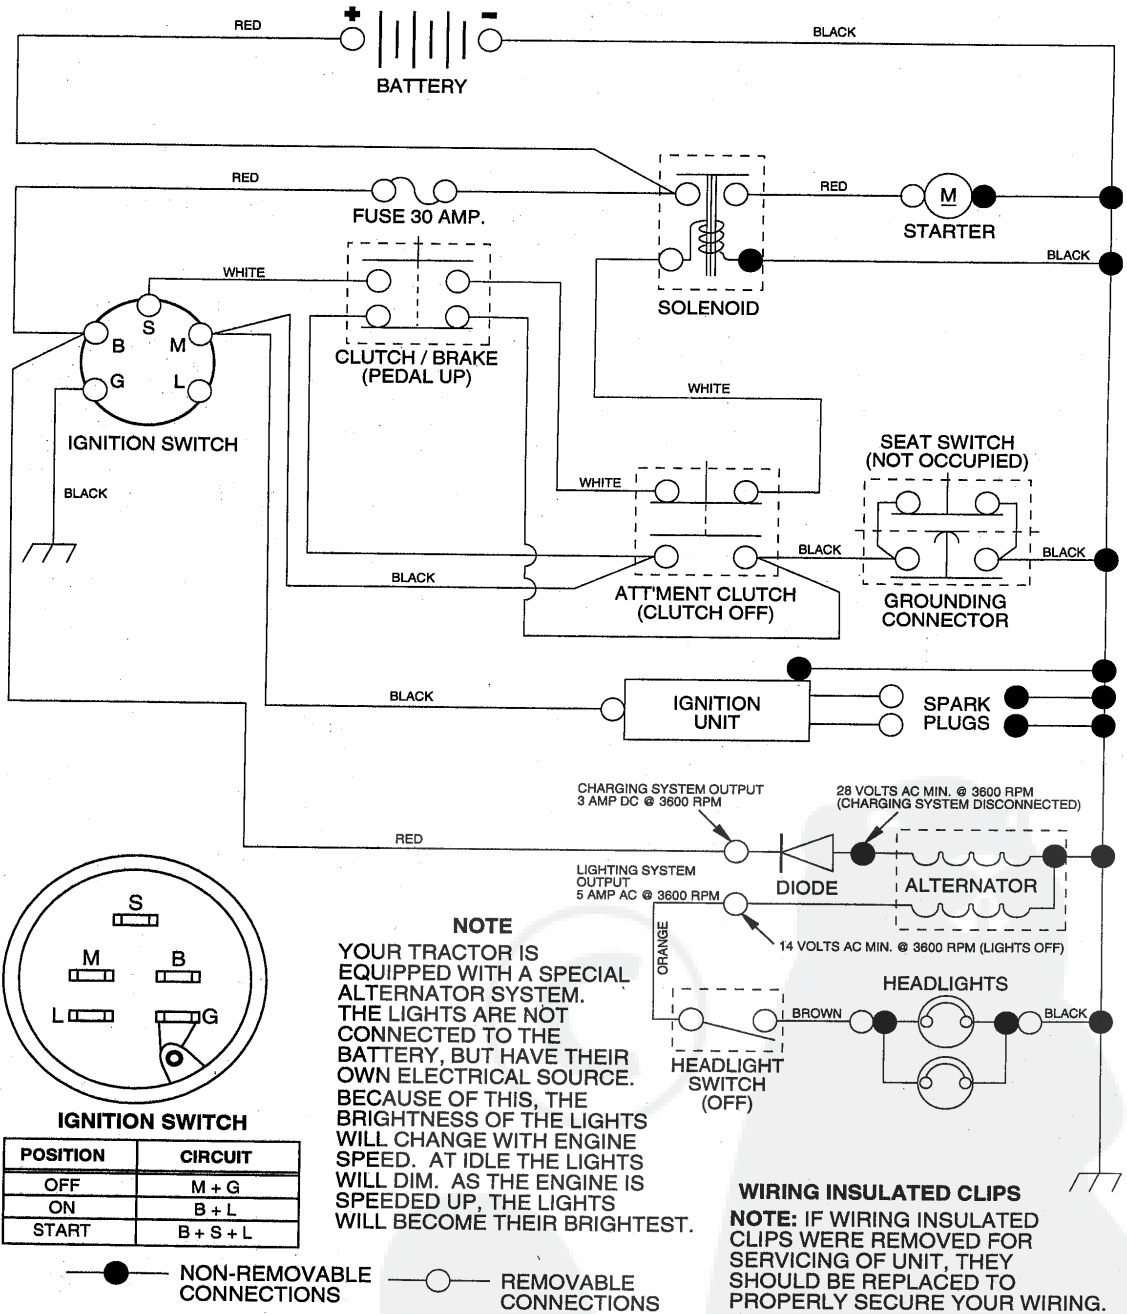 RED
+
-
BLACK
BATTERY
RED
FUSE 30 AMP.
RED
M
STARTER
BLACK
SOLENOID
WHITE
S
B
M
G
L
IGNITION SWITCH
CLUTCH / BRAKE
(PEDAL UP)
WHITE
BLACK
SEAT SWITCH
(NOT OCCUPIED)
WHITE
BLACK
BLACK
BLACK
ATT'MENT CLUTCH
(CLUTCH OFF)
GROUNDING
CONNECTOR
BLACK
IGNITION
UNIT
SPARK
PLUGS
CHARGING SYSTEM OUTPUT
3 AMP DC @ 3600 RPM
28 VOLTS AC MIN. @ 3600 RPM
(CHARGING SYSTEM DISCONNECTED)
RED
DIODE
ALTERNATOR
LIGHTING SYSTEM
OUTPUT
5 AMP AC @ 3600 RPM
14 VOLTS AC MIN. @ 3600 RPM (LIGHTS OFF)
ORANGE
HEADLIGHTS
BROWN
BLACK
HEADLIGHT
SWITCH
(OFF)
S
M
B
L
G
IGNITION SWITCH
POSITION CIRCUIT
OFF M + G
ON B + L
START B + S + L
NOTE
YOUR TRACTOR IS
EQUIPPED WITH A SPECIAL
ALTERNATOR SYSTEM.
THE LIGHTS ARE NOT
CONNECTED TO THE
BATTERY, BUT HAVE THEIR
OWN ELECTRICAL SOURCE.
BECAUSE OF THIS, THE
BRIGHTNESS OF THE LIGHTS
WILL CHANGE WITH ENGINE
SPEED. AT IDLE THE LIGHTS
WILL DIM. AS THE ENGINE IS
SPEEDED UP, THE LIGHTS
WILL BECOME THEIR BRIGHTEST.
WIRING INSULATED CLIPS
NOTE: IF WIRING INSULATED
CLIPS WERE REMOVED FOR
SERVICING OF UNIT, THEY
SHOULD BE REPLACED TO
PROPERLY SECURE YOUR WIRING.
NON-REMOVABLE
CONNECTIONS
REMOVABLE
CONNECTIONS